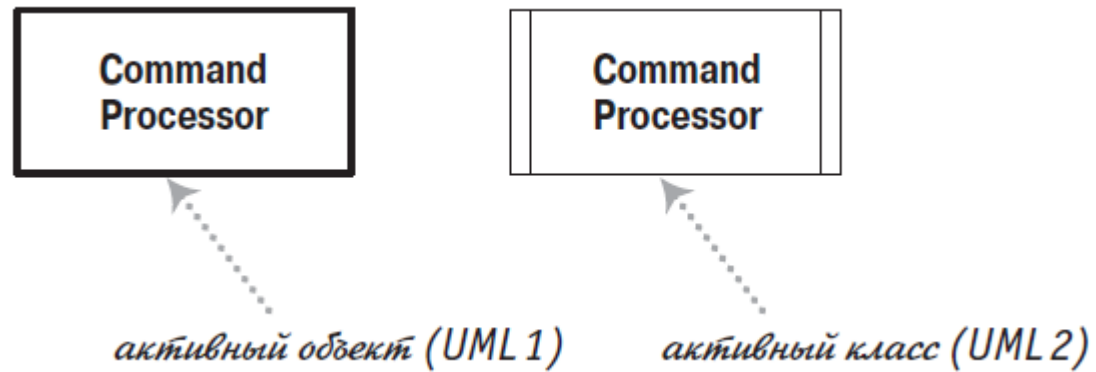 Command
Processor
Command
Processor
активный объект (UML 1)
активный класс (UML 2)